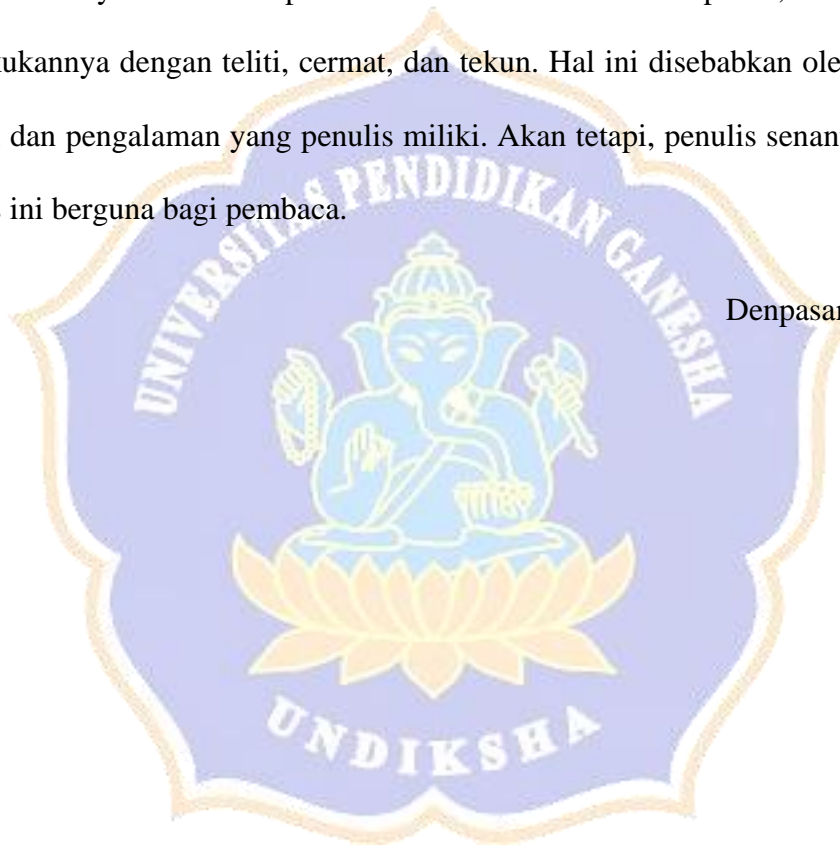 ukannya dengan teliti, cermat, dan tekun. Hal ini disebabkan ole
dan pengalaman yang penulis miliki. Akan tetapi, penulis senan
ini berguna bagi pembaca.
UNIVERSITAS PENDIDIKAN GANESHA
Denpasar
UNDIKSHA